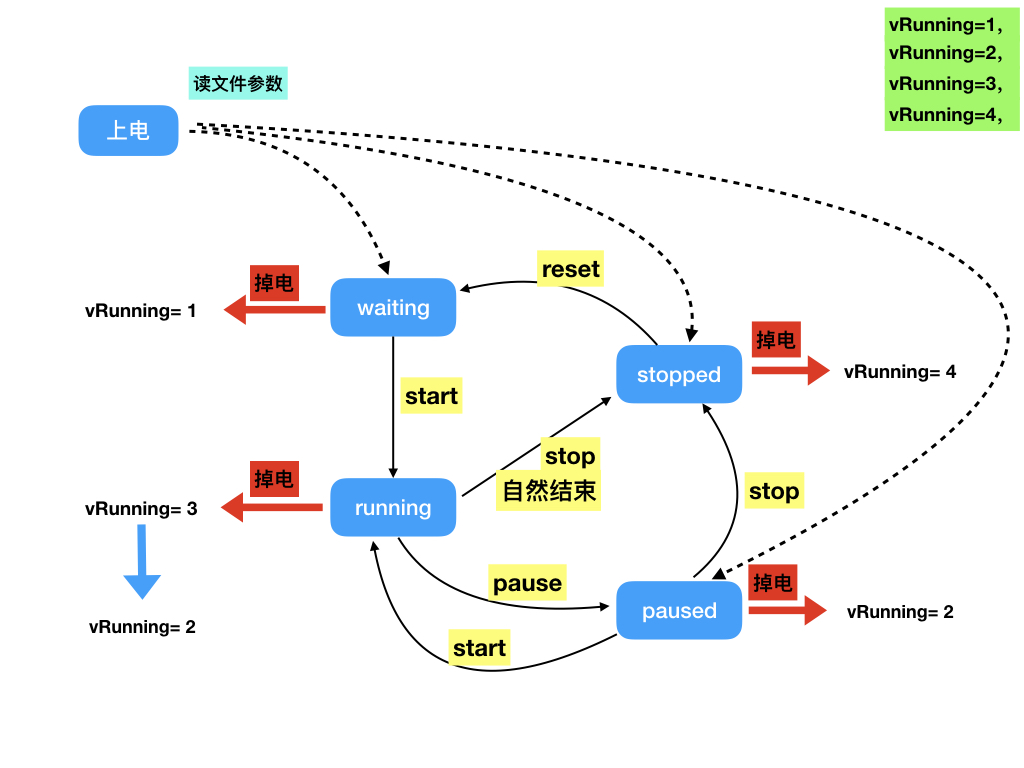 vRunning=1,
vRunning=2,
vRunning=3,
vRunning=4,
读文件参数
上电
reset
掉电
waiting
vRunning= 1
掉电
stopped
vRunning= 4
start
stop
自然结束
掉电
stop
vRunning= 3
running
pause
掉电
paused
vRunning= 2
vRunning= 2
start